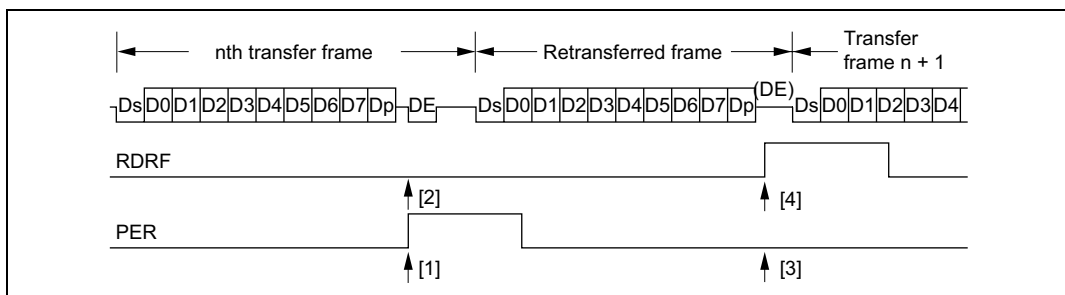 nth transfer frame
Retransferred frame
Transfer
frame n + 1
Ds D0 D1 D2 D3 D4 D5 D6 D7 Dp DE Ds D0 D1 D2 D3 D4 D5 D6 D7 Dp (DE) Ds D0 D1 D2 D3 D4
RDRF
[2] [4]
PER
[1] [3]